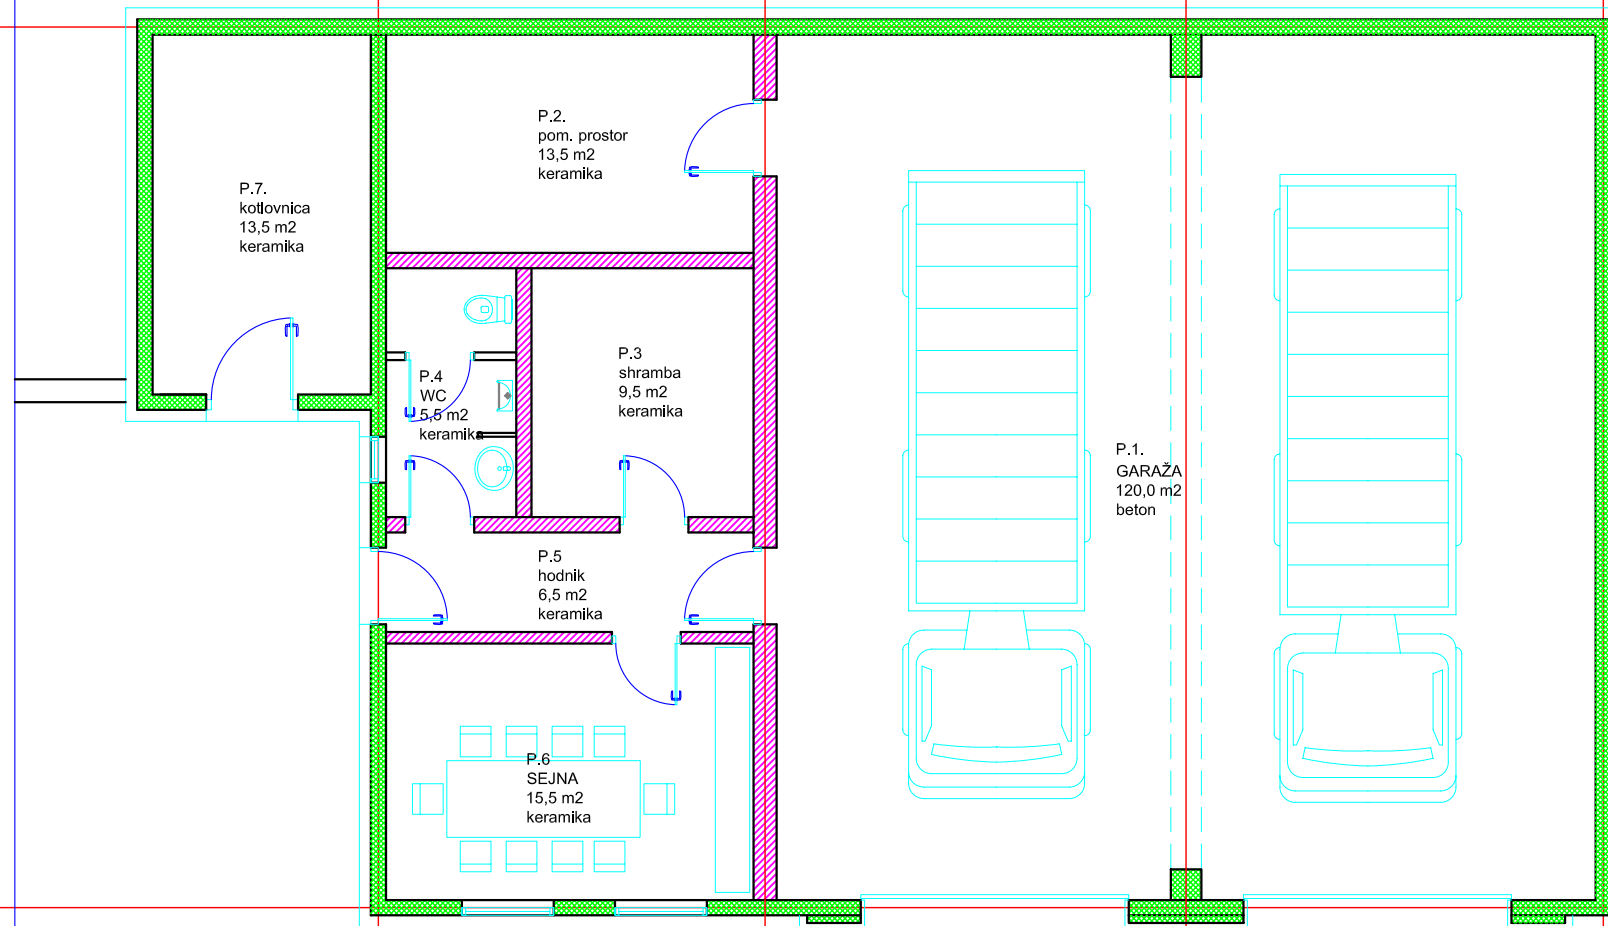 P.2.
pom. prostor
13,5 m2
keramika
P.7.
kotlovnica
13,5 m2
keramika
P.3
shramba
9,5 m2
keramika
P.4
WC
5,5 m2
keramika
P.1.
GARAŽA
120,0 m2
beton
P.5
hodnik
6,5 m2
keramika
P.6
SEJNA
15,5 m2
keramika